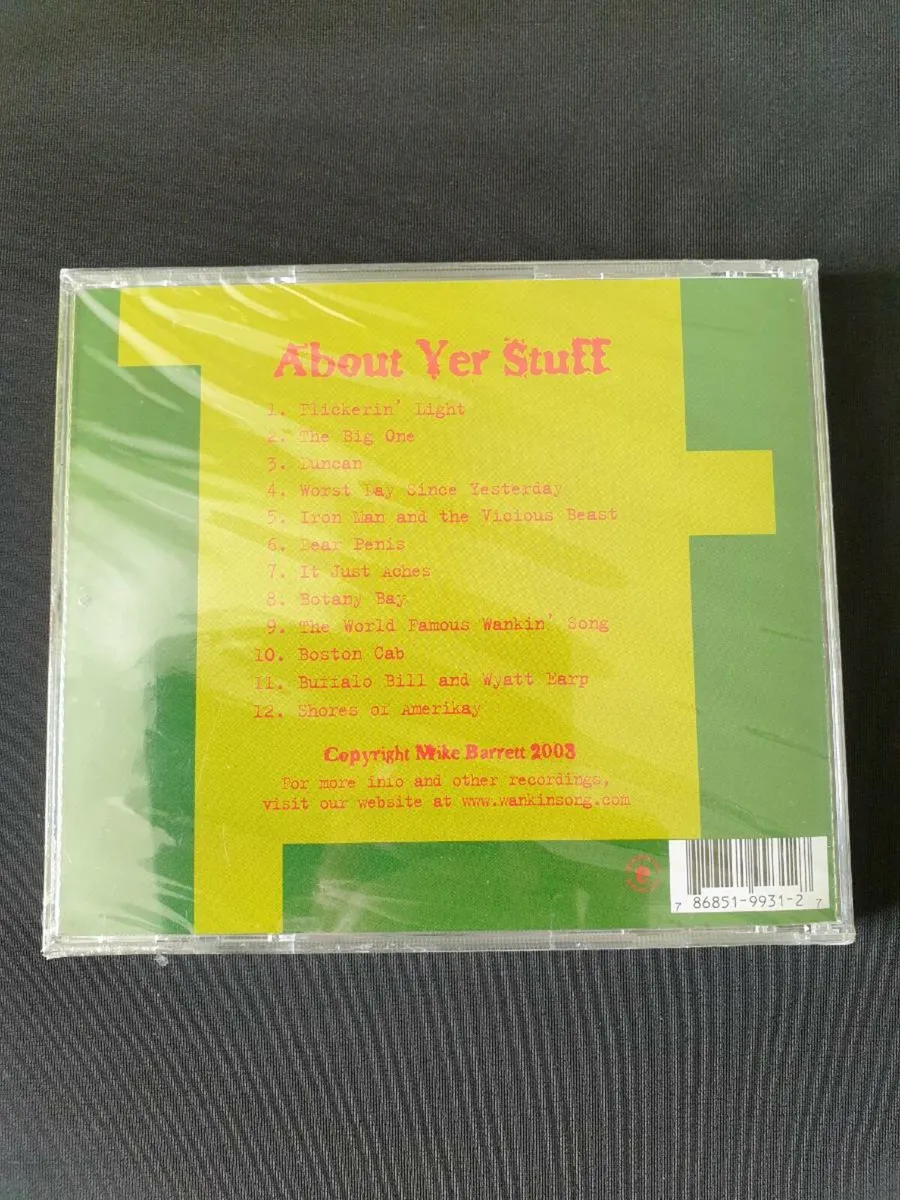 About Yer Stuff
1. Flickerin' Light
2. The Big One
3. Duncan
4. Worst Day Since Yesterday
5. Iron Man and the Vicious Beast
6. Dear Penis
7. It Just Aches
8. Botany Bay
9. The World Famous Wankin' Song
10. Boston Cab
11. Buffalo Bill and Wyatt Earp
12. Shores of Amerikay
Copyright Mike Barrett 2003
For more info and other recordings,
visit our website at www.wankinsong.com
7 86851-9931-2 7